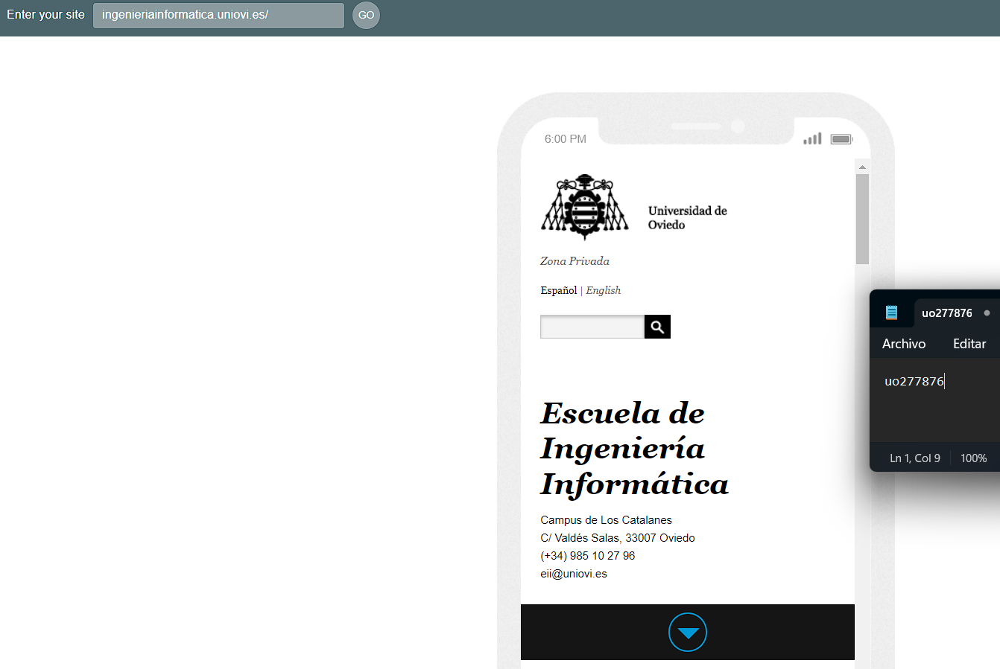 Enter your site ingenieriainformatica.uniovi.es/ GO
6:00 PM
Universidad de
Oviedo
Zona Privada
Español | English
Escuela de
Ingeniería
Informática
Campus de Los Catalanes
C/ Valdés Salas, 33007 Oviedo
(+34) 985 10 27 96
eii@uniovi.es
uo277876
Archivo Editar
uo277876
Ln 1, Col 9 100%